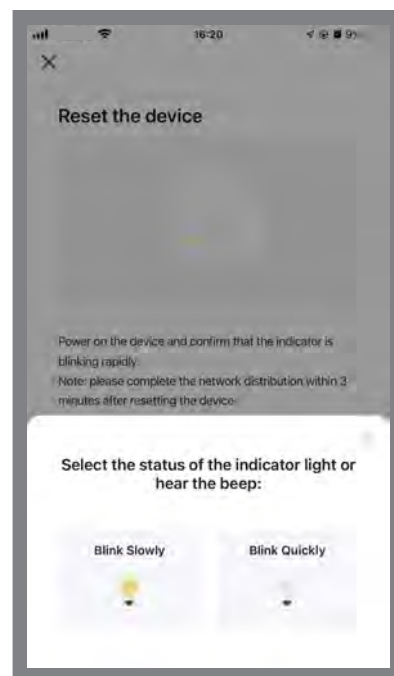 16:20
Reset the device
Power on the device and confirm that the indicator is
blinking rapidly.
Note: please complete the network distribution within 3
minutes after resetting the device.
Select the status of the indicator light or
hear the beep:
Blink Slowly
Blink Quickly